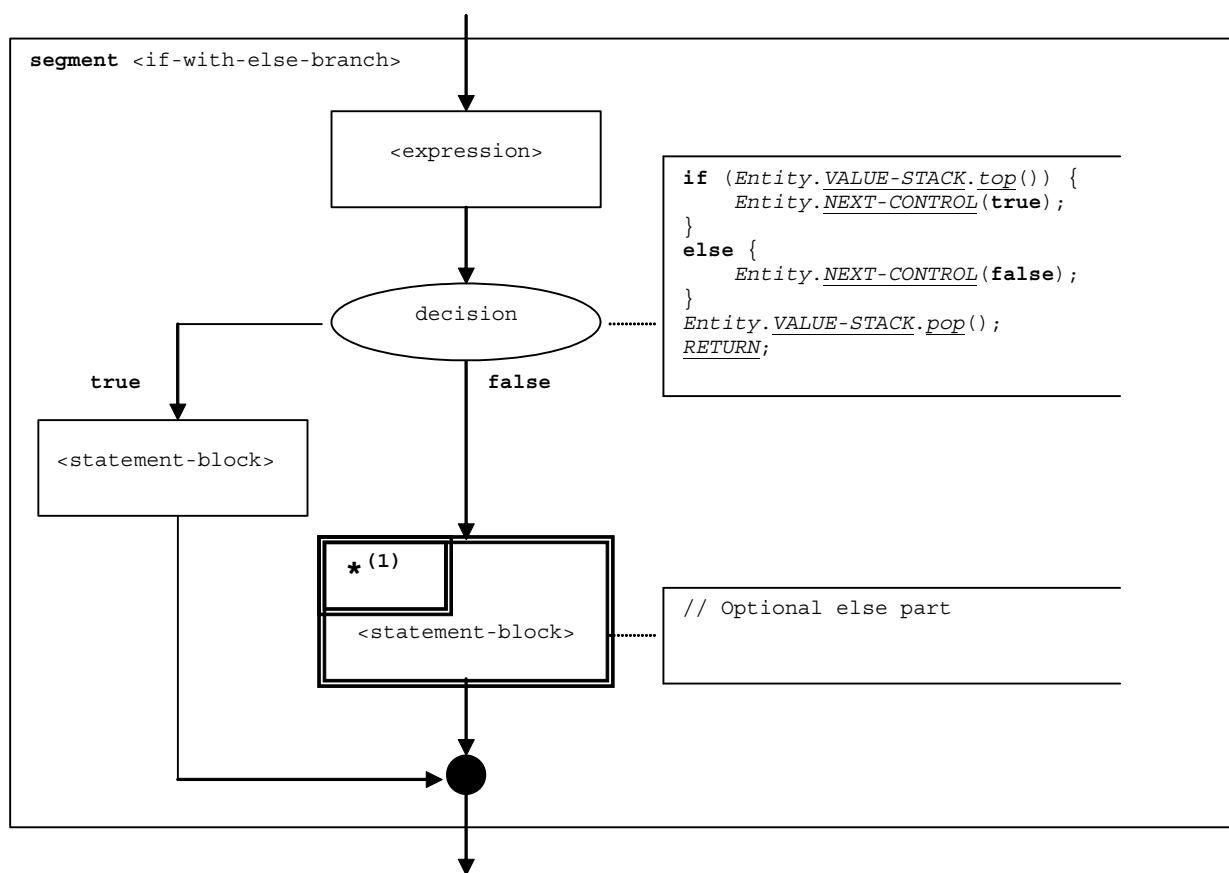 segment <if-with-else-branch>
<expression>
if (Entity.VALUE-STACK.top()) {
Entity.NEXT-CONTROL(true);
}
else {
Entity.NEXT-CONTROL(false);
}
Entity.VALUE-STACK.pop();
RETURN;
decision
true
false
<statement-block>
*(1)
<statement-block>
// Optional else part